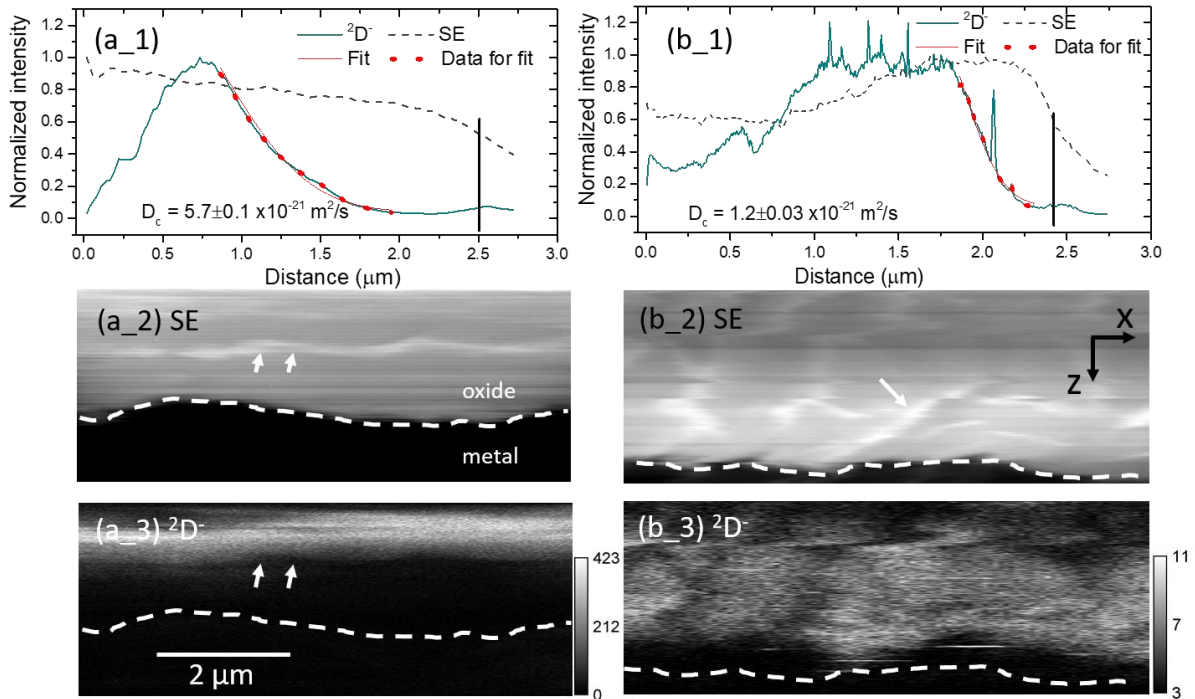 (a_1)
²D⁻
SE
Fit
Data for fit
Normalized intensity
1.2
1.0
0.8
0.6
0.4
0.2
0.0
D_c = 5.7±0.1 x10⁻²¹ m²/s
0.0 0.5 1.0 1.5 2.0 2.5 3.0
Distance (μm)
(b_1)
²D⁻
SE
Fit
Data for fit
Normalized intensity
1.2
1.0
0.8
0.6
0.4
0.2
0.0
D_c = 1.2±0.03 x10⁻²¹ m²/s
0.0 0.5 1.0 1.5 2.0 2.5 3.0
Distance (μm)
(a_2) SE
oxide
metal
(b_2) SE
X
Z
(a_3) ²D⁻
2 μm
423
212
0
(b_3) ²D⁻
11
7
3